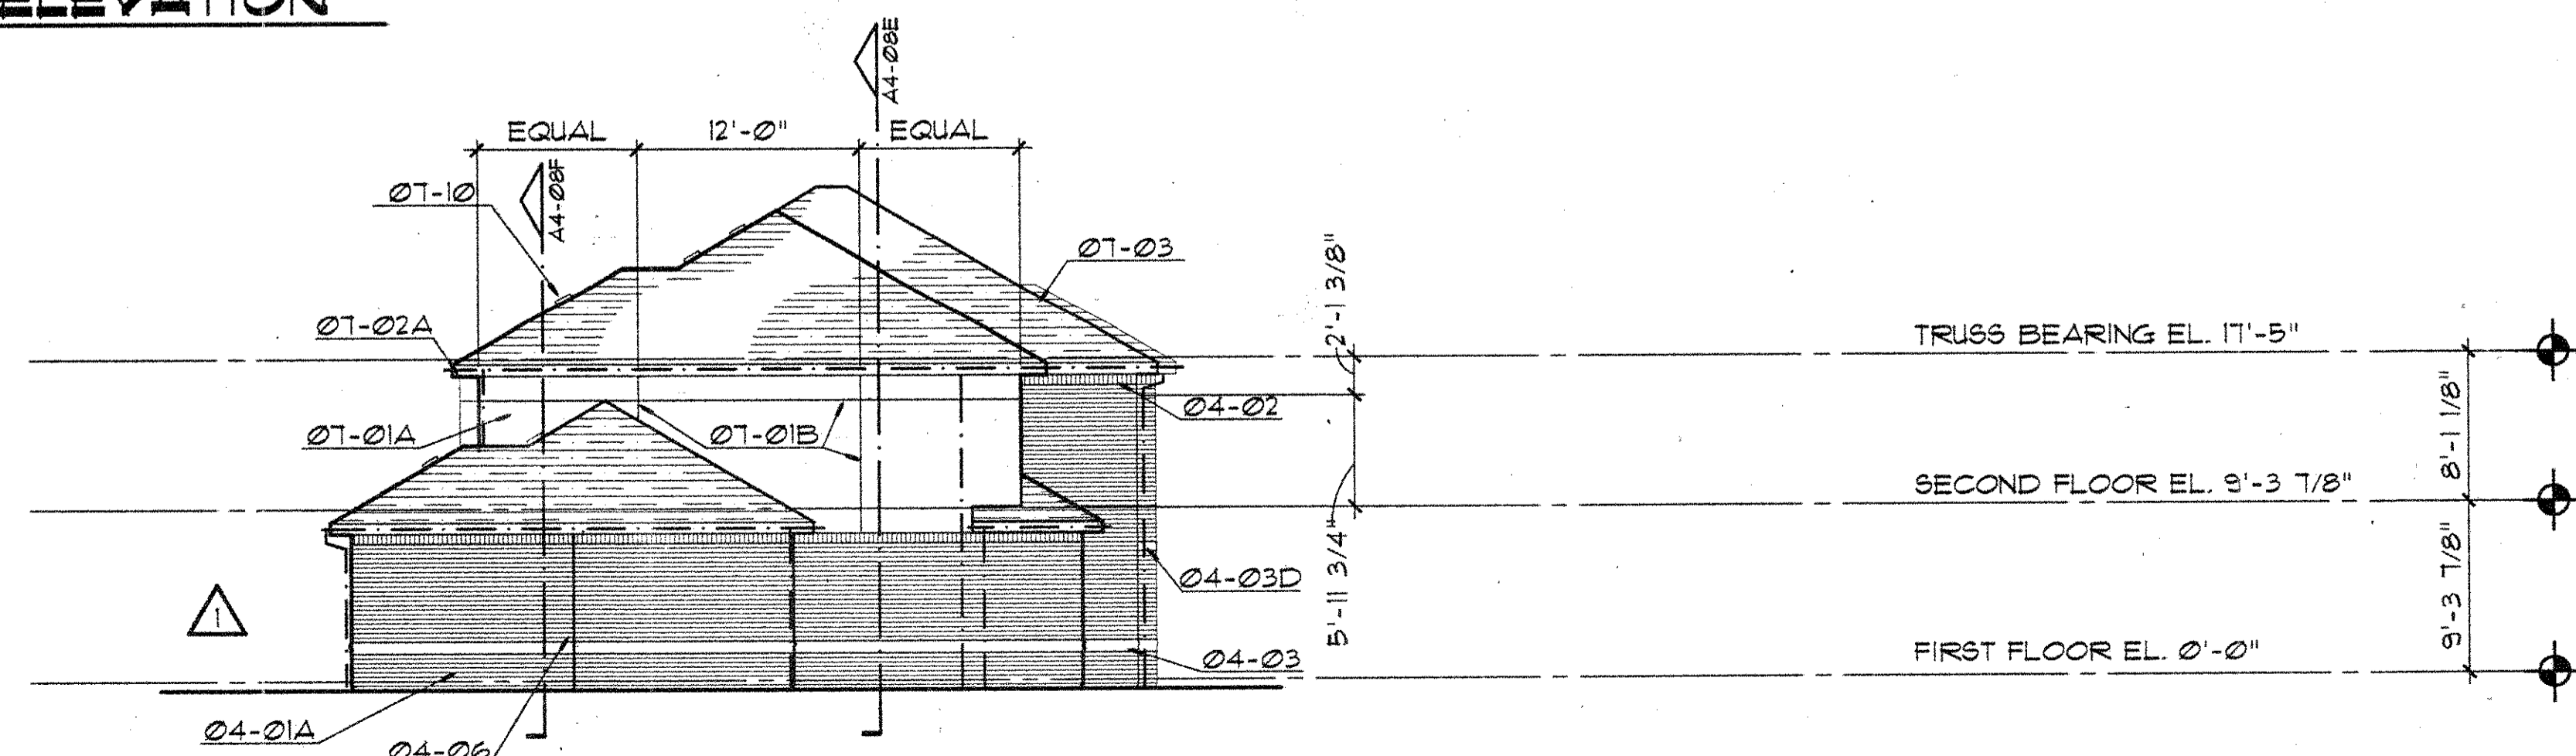 ELEVATION
A4-08E
EQUAL
12'-0"
EQUAL
A4-08F
07-10
07-03
2'-1 3/8"
07-02A
TRUSS BEARING EL. 17'-5"
04-02
07-01A
07-01B
8'-1 1/8"
SECOND FLOOR EL. 9'-3 7/8"
5'-11 3/4"
04-03D
9'-3 7/8"
1
04-03
FIRST FLOOR EL. 0'-0"
04-01A
04-06